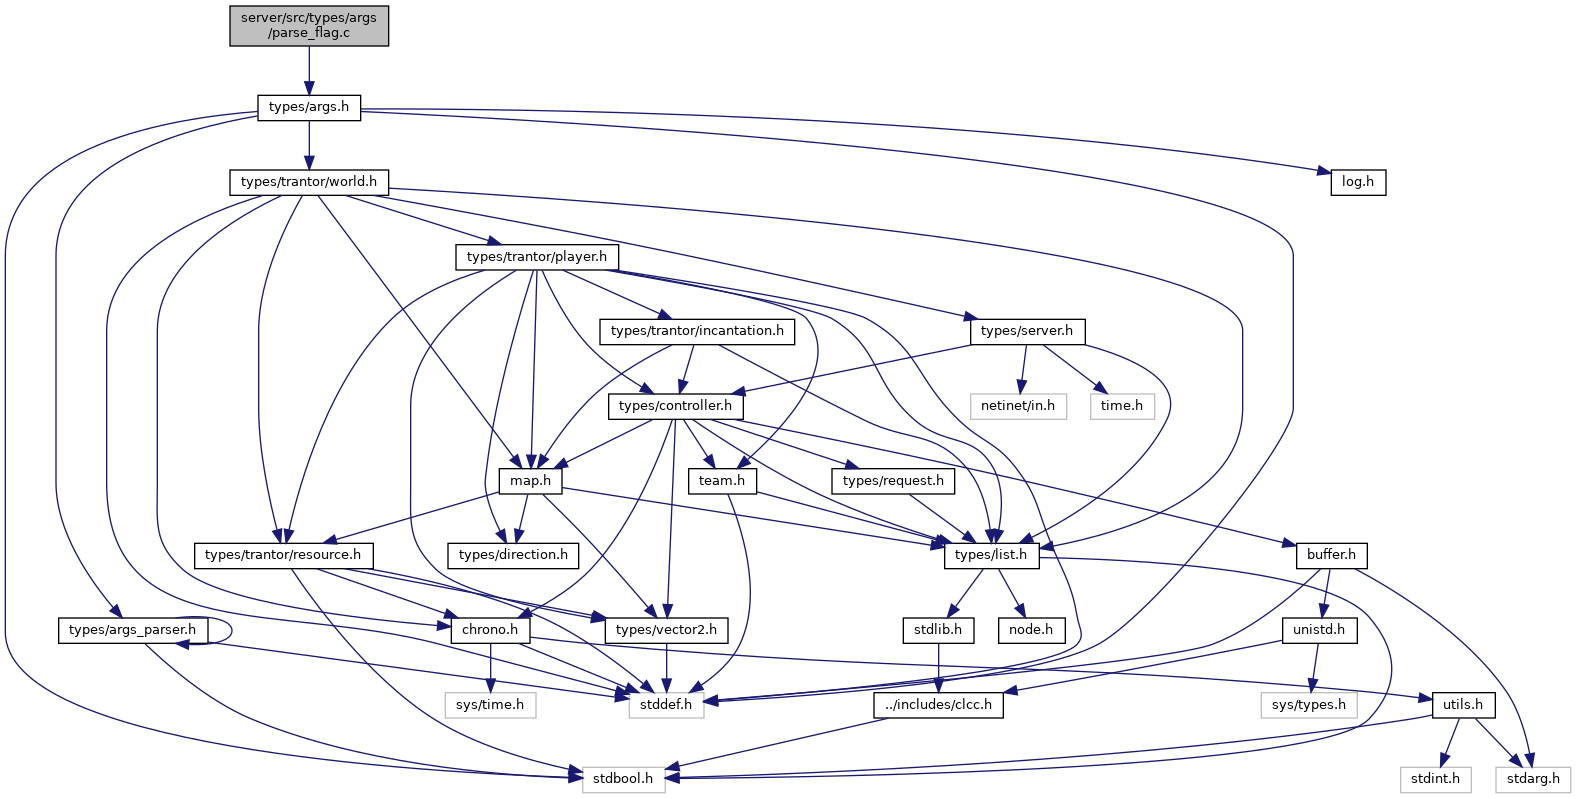 server/src/types/args
/parse_flag.c
types/args.h
types/trantor/world.h
log.h
types/trantor/player.h
types/trantor/incantation.h
types/server.h
types/controller.h
netinet/in.h
time.h
map.h
team.h
types/request.h
types/trantor/resource.h
types/direction.h
types/list.h
buffer.h
types/args_parser.h
chrono.h
types/vector2.h
stdlib.h
node.h
unistd.h
sys/time.h
stddef.h
../includes/clcc.h
sys/types.h
utils.h
stdbool.h
stdint.h
stdarg.h